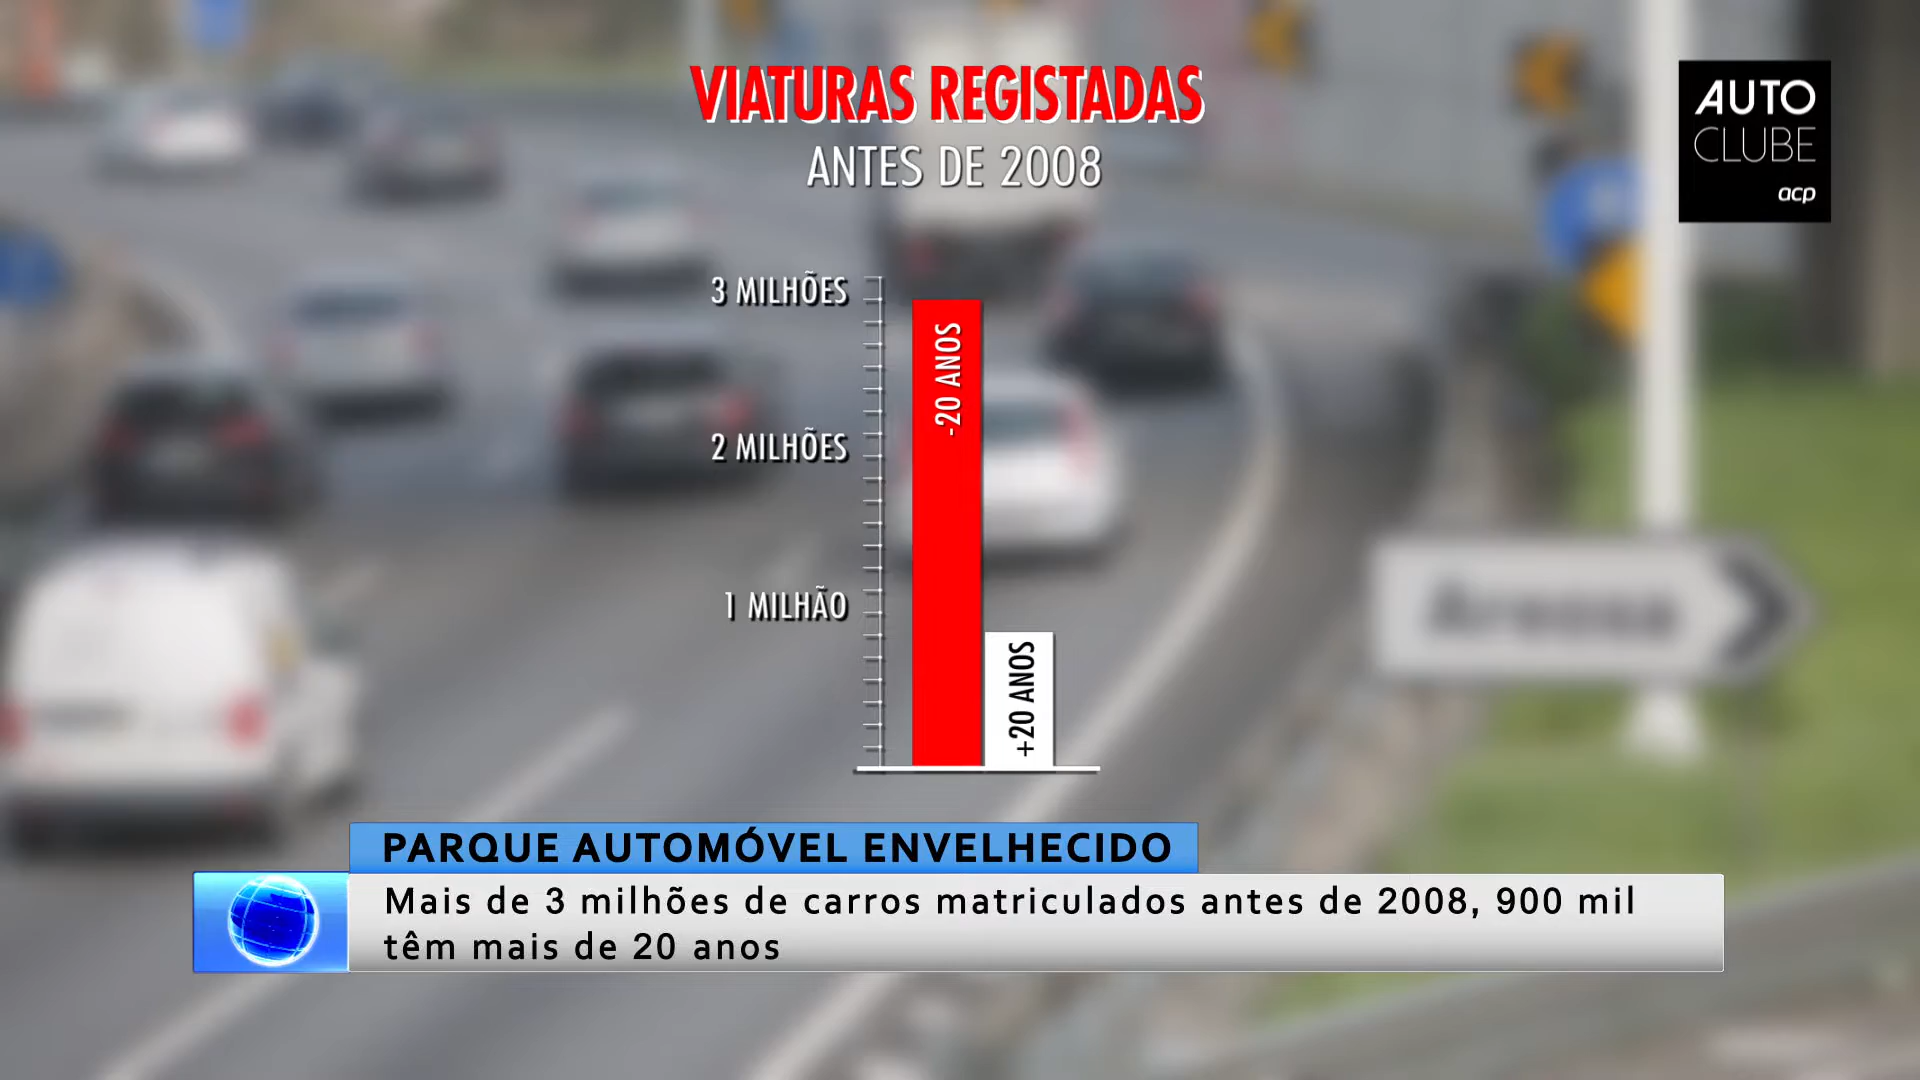 VIATURAS REGISTADAS
ANTES DE 2008
AUTO
CLUBE
acp
3 MILHÕES
2 MILHÕES
1 MILHÃO
-20 ANOS
+20 ANOS
PARQUE AUTOMÓVEL ENVELHECIDO
Mais de 3 milhões de carros matriculados antes de 2008, 900 mil
têm mais de 20 anos